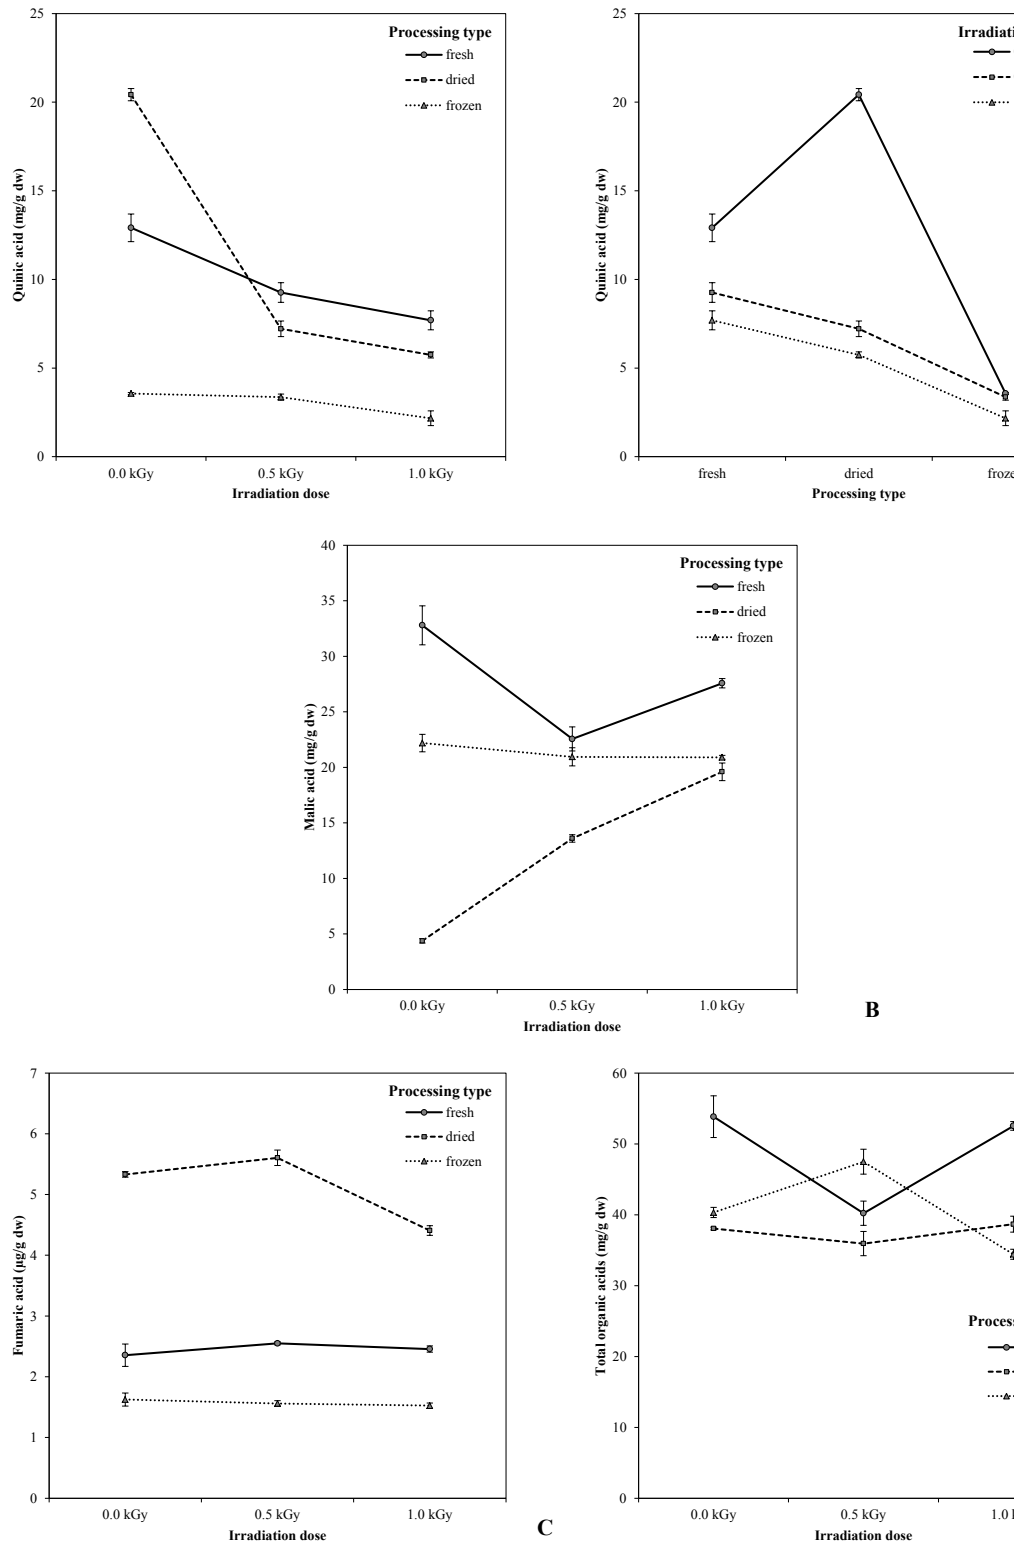 25
20
15
10
5
0
Quinic acid (mg/g dw)
Processing type
fresh
dried
frozen
0.0 kGy
0.5 kGy
1.0 kGy
Irradiation dose
25
20
15
10
5
0
Quinic acid (mg/g dw)
Irradiati
fresh
dried
froze
Processing type
40
35
30
25
20
15
10
5
0
Malic acid (mg/g dw)
Processing type
fresh
dried
frozen
0.0 kGy
0.5 kGy
1.0 kGy
Irradiation dose
B
7
6
5
4
3
2
1
0
Fumaric acid (µg/g dw)
Processing type
fresh
dried
frozen
0.0 kGy
0.5 kGy
1.0 kGy
Irradiation dose
C
60
50
40
30
20
10
0
Total organic acids (mg/g dw)
Process
0.0 kGy
0.5 kGy
1.0
Irradiation dose